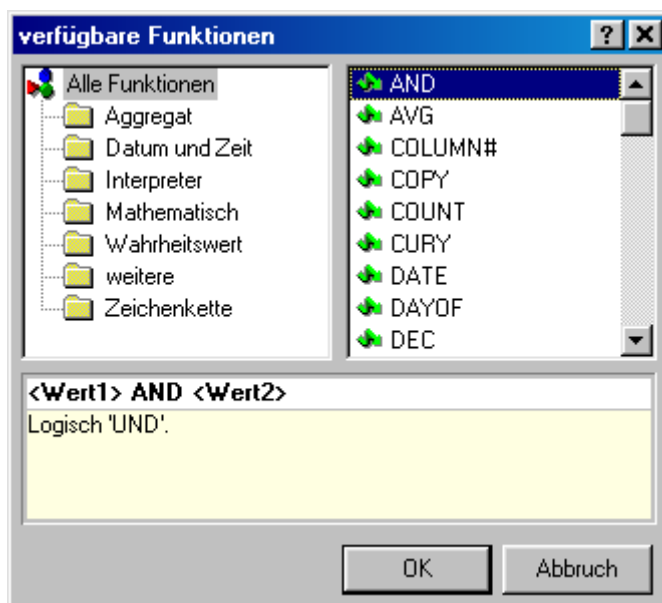 verfügbare Funktionen
Alle Funktionen
Aggregat
Datum und Zeit
Interpreter
Mathematisch
Wahrheitswert
weitere
Zeichenkette
AND
AVG
COLUMN#
COPY
COUNT
CURY
DATE
DAYOF
DEC
<Wert1> AND <Wert2>
Logisch 'UND'.
OK
Abbruch